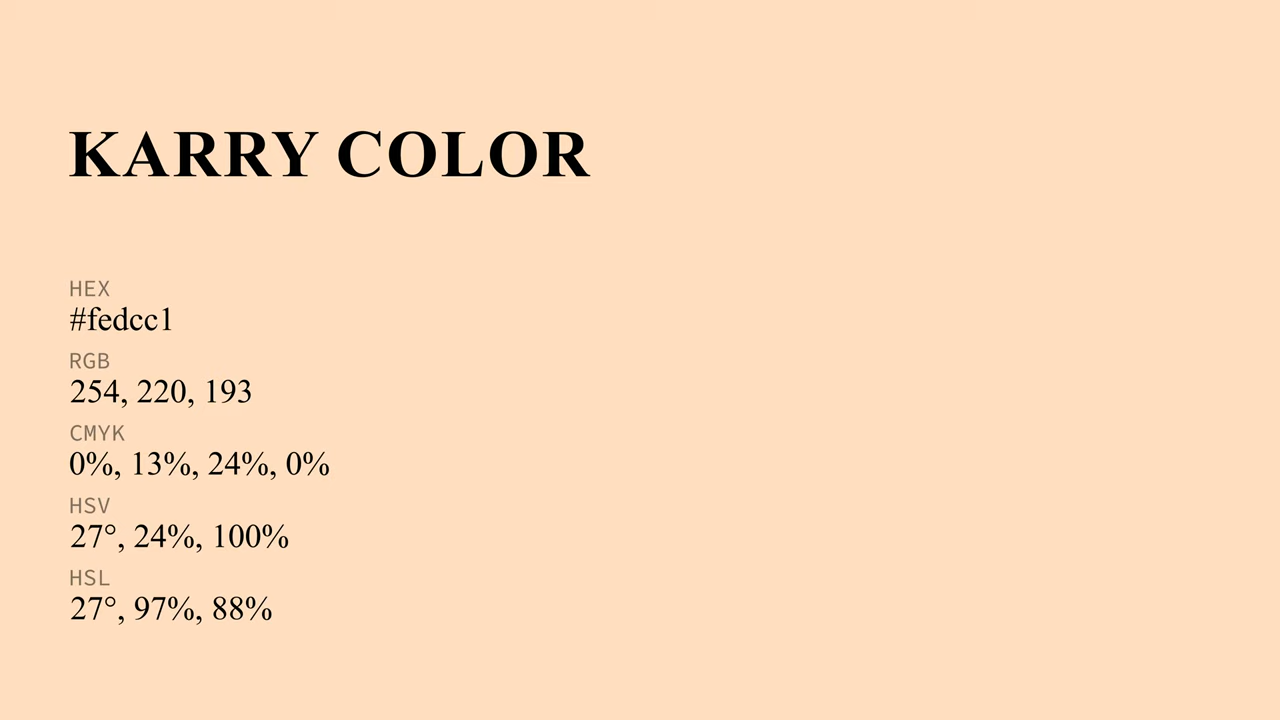 KARRY COLOR
HEX
#fedcc1
RGB
254, 220, 193
CMYK
0%, 13%, 24%, 0%
HSV
27°, 24%, 100%
HSL
27°, 97%, 88%